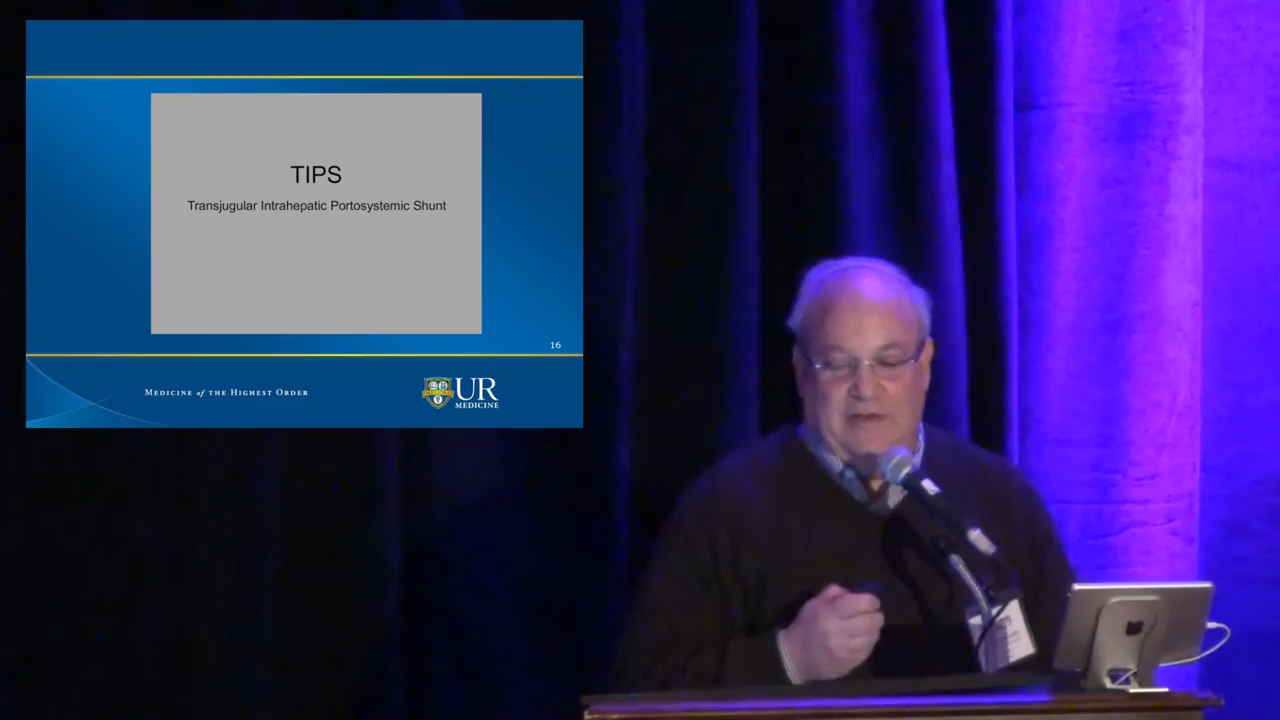 TIPS
Transjugular Intrahepatic Portosystemic Shunt
16
MEDICINE of THE HIGHEST ORDER
UR
MEDICINE